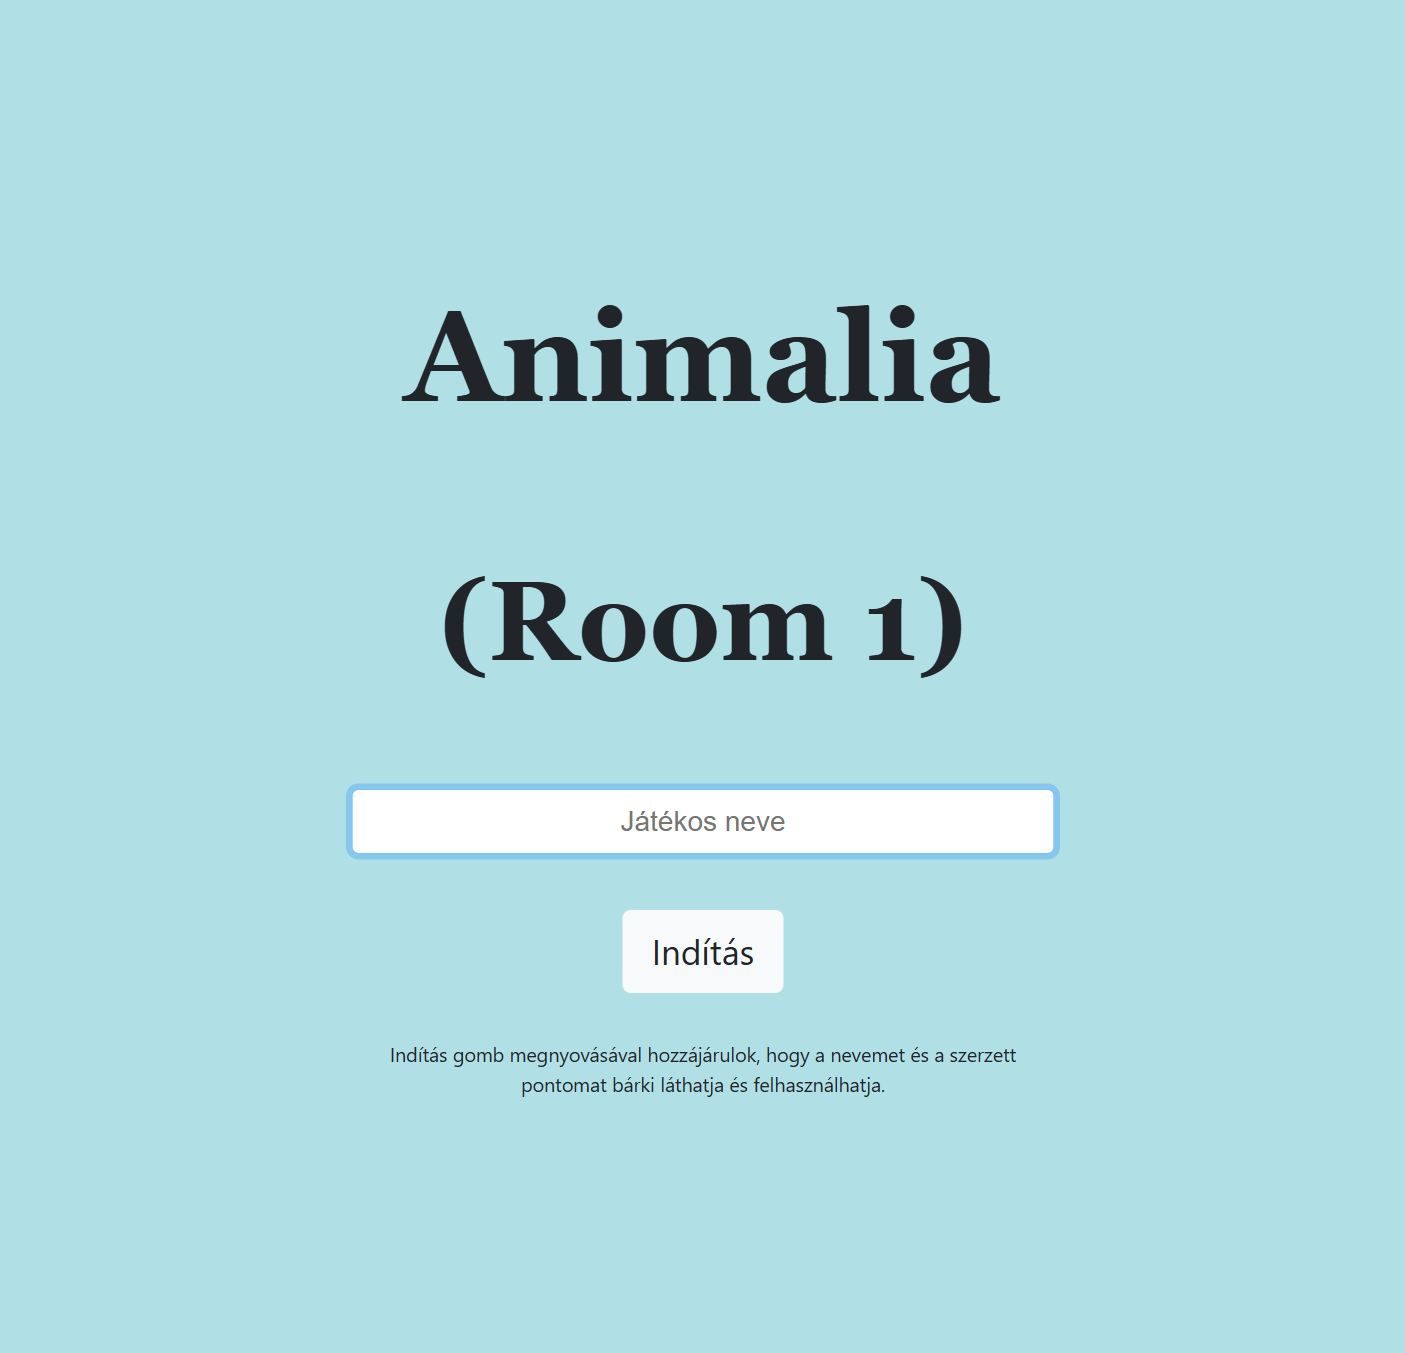 Animalia
(Room 1)
Játékos neve
Indítás
Indítás gomb megnyovásával hozzájárulok, hogy a nevemet és a szerzett
pontomat bárki láthatja és felhasználhatja.